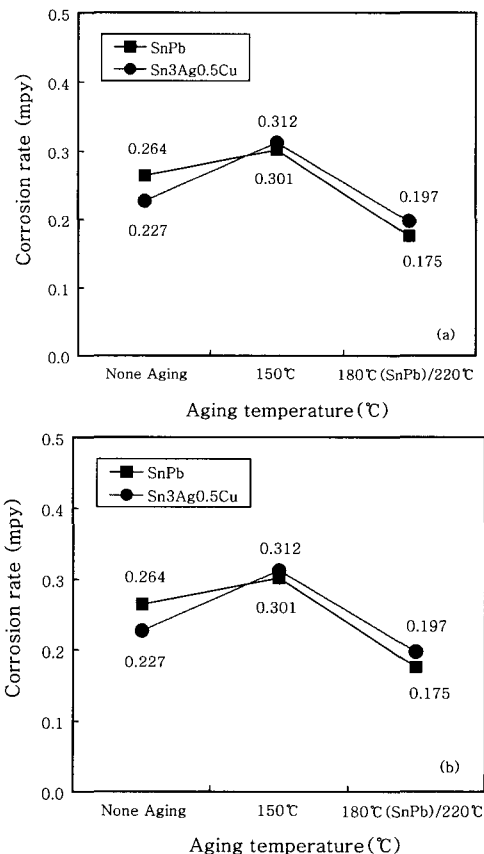 0.5
SnPb
Sn3Ag0.5Cu
0.4
0.312
0.264
0.3
0.301
0.197
0.2
0.227
0.175
0.1
(a)
0.0
None Aging 150℃ 180℃(SnPb)/220℃
Aging temperature(℃)
Corrosion rate (mpy)
0.5
SnPb
Sn3Ag0.5Cu
0.4
0.312
0.264
0.3
0.301
0.197
0.2
0.227
0.175
0.1
(b)
0.0
None Aging 150℃ 180℃(SnPb)/220℃
Aging temperature(℃)
Corrosion rate (mpy)